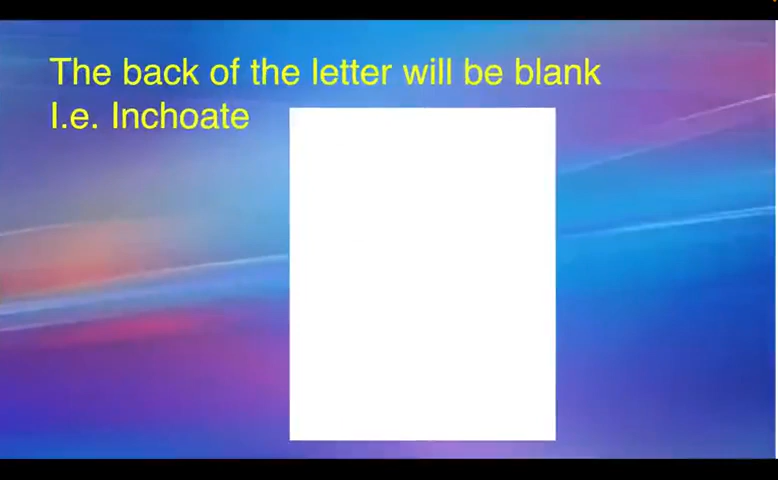 The back of the letter will be blank
I.e. Inchoate